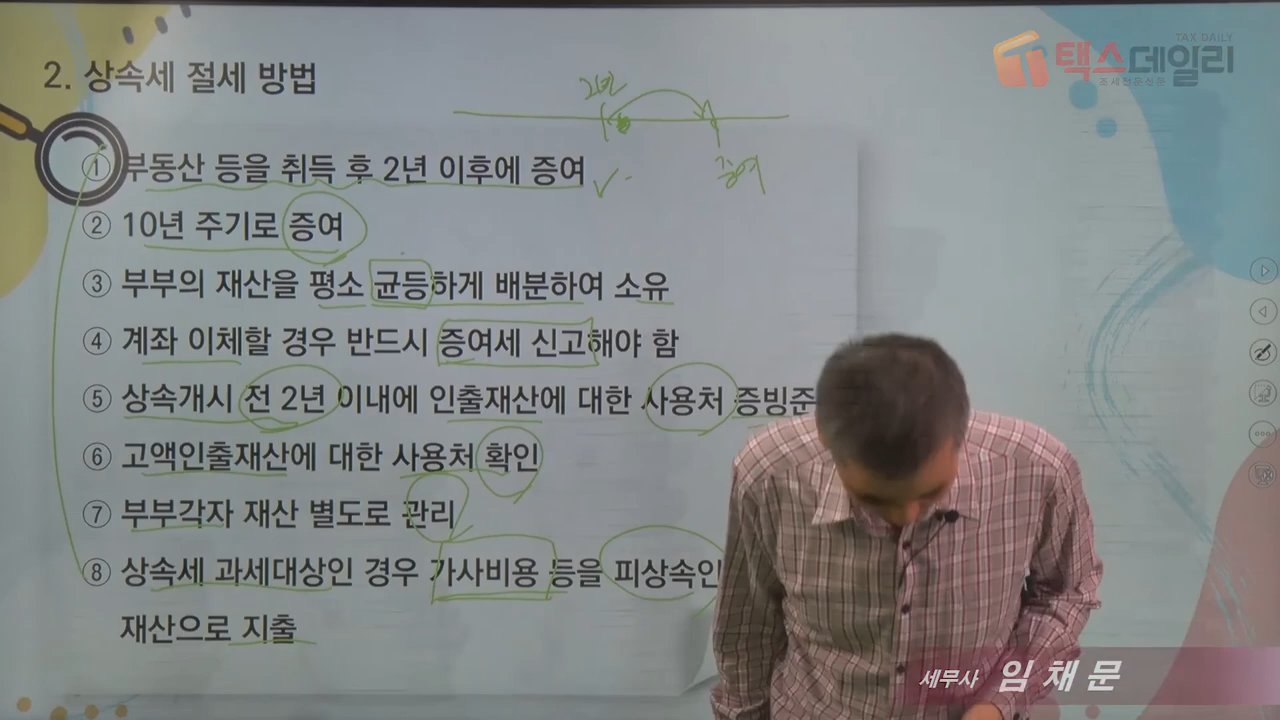 TAX DAILY
택스데일리
조세전문신문
2. 상속세 절세 방법
2년
증여
① 부동산 등을 취득 후 2년 이후에 증여
② 10년 주기로 증여
③ 부부의 재산을 평소 균등하게 배분하여 소유
④ 계좌 이체할 경우 반드시 증여세 신고해야 함
⑤ 상속개시 전 2년 이내에 인출재산에 대한 사용처 증빙준
⑥ 고액인출재산에 대한 사용처 확인
⑦ 부부각자 재산 별도로 관리
⑧ 상속세 과세대상인 경우 가사비용 등을 피상속인
재산으로 지출
세무사 임채문